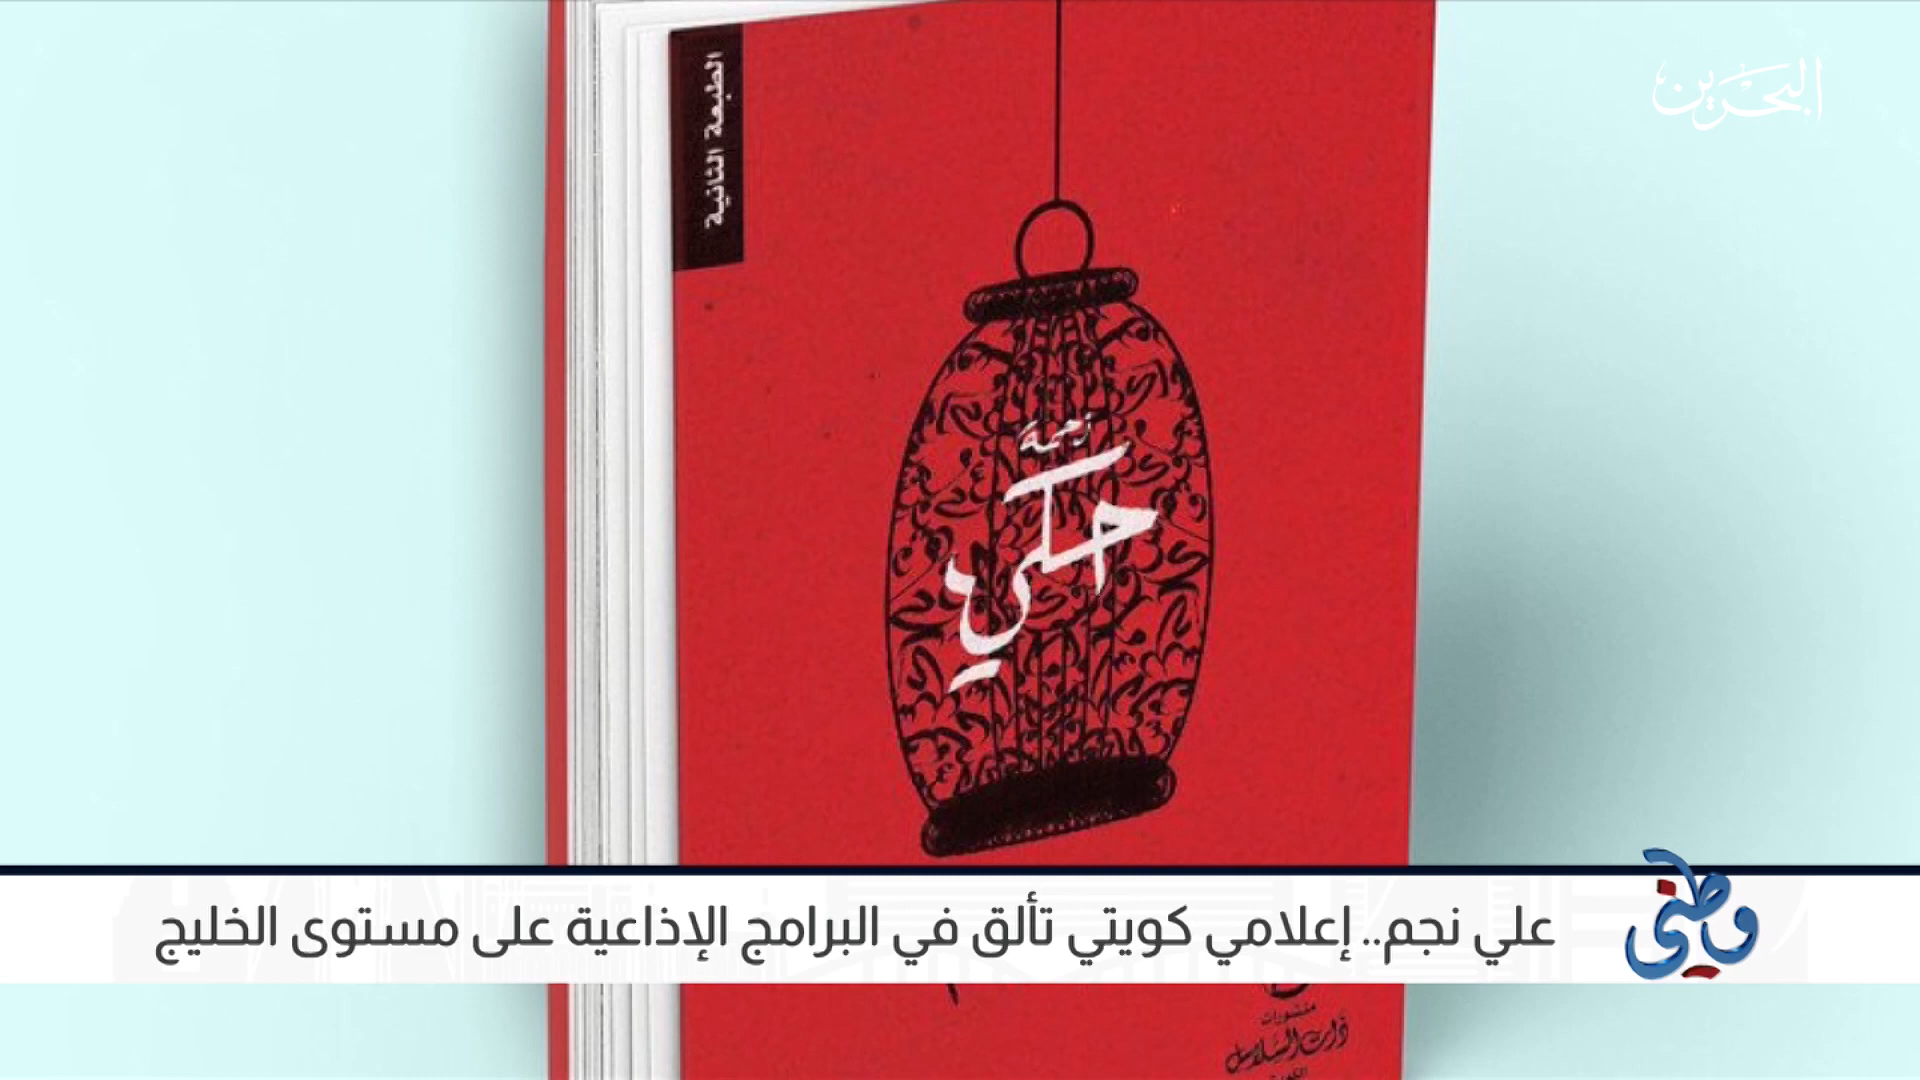 البحرين
الطبعة الثانية
زحمة
حكي
وطني
علي نجم.. إعلامي كويتي تألق في البرامج الإذاعية على مستوى الخليج
منشورات
ذات السلاسل